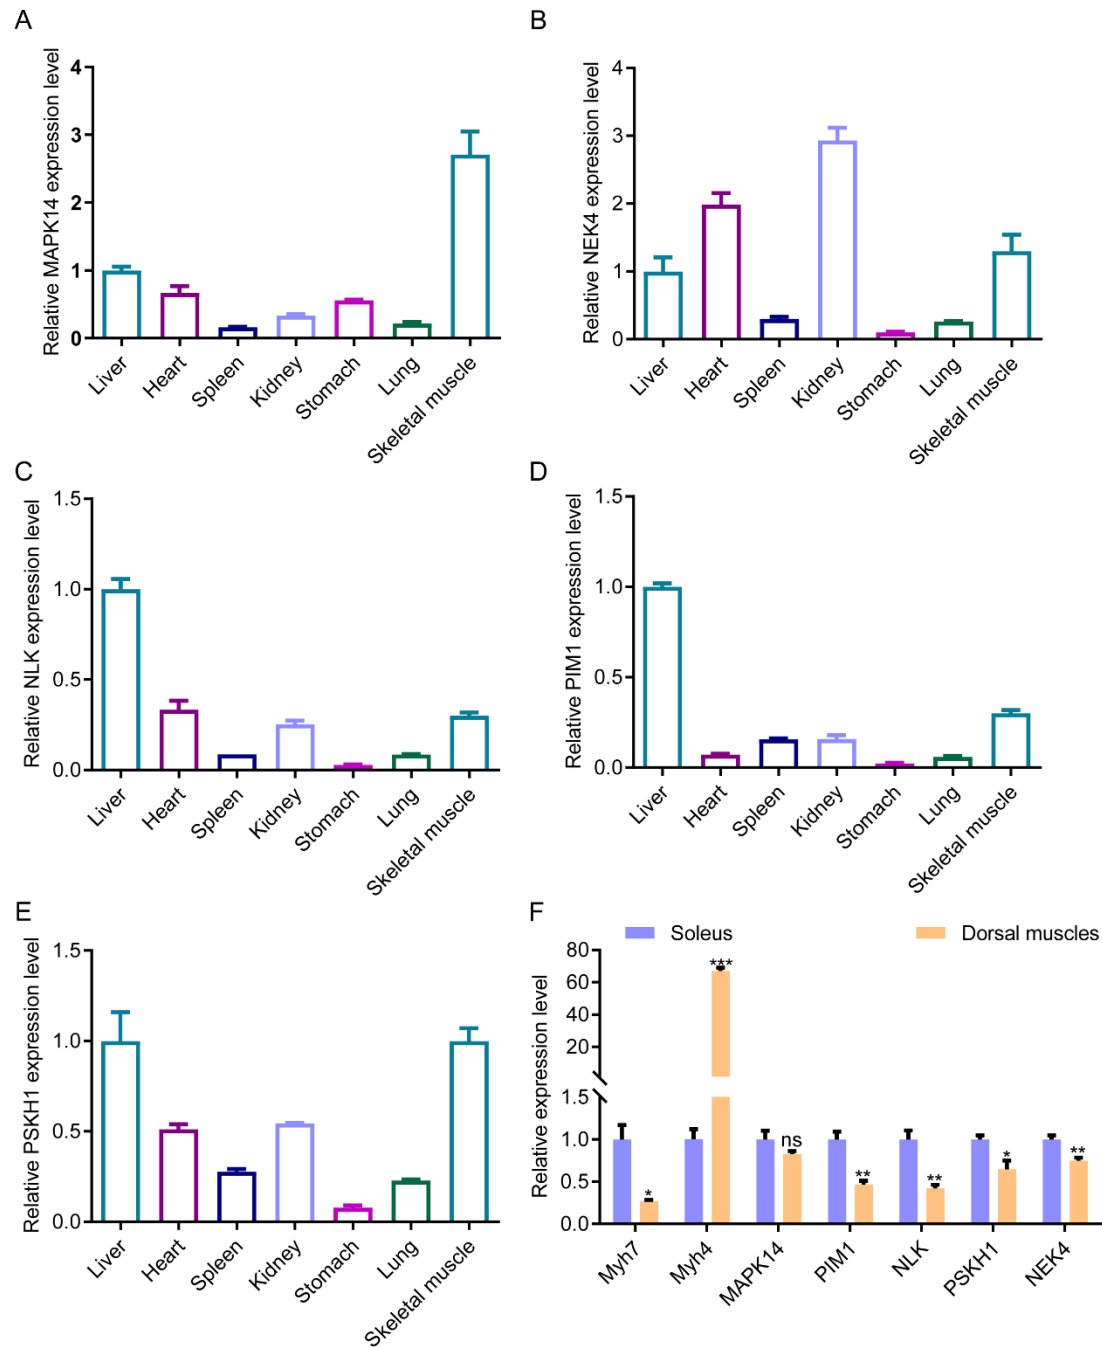 A
Relative MAPK14 expression level
4
3
2
1
0
Liver
Heart
Spleen
Kidney
Stomach
Lung
Skeletal muscle
B
Relative NEK4 expression level
4
3
2
1
0
Liver
Heart
Spleen
Kidney
Stomach
Lung
Skeletal muscle
C
Relative NLK expression level
1.5
1.0
0.5
0.0
Liver
Heart
Spleen
Kidney
Stomach
Lung
Skeletal muscle
D
Relative PIM1 expression level
1.5
1.0
0.5
0.0
Liver
Heart
Spleen
Kidney
Stomach
Lung
Skeletal muscle
E
Relative PSKH1 expression level
1.5
1.0
0.5
0.0
Liver
Heart
Spleen
Kidney
Stomach
Lung
Skeletal muscle
F
Soleus
Dorsal muscles
Relative expression level
80
60
40
20
1.5
1.0
0.5
0.0
*
***
ns
**
**
*
**
Myh7
Myh4
MAPK14
PIM1
NLK
PSKH1
NEK4